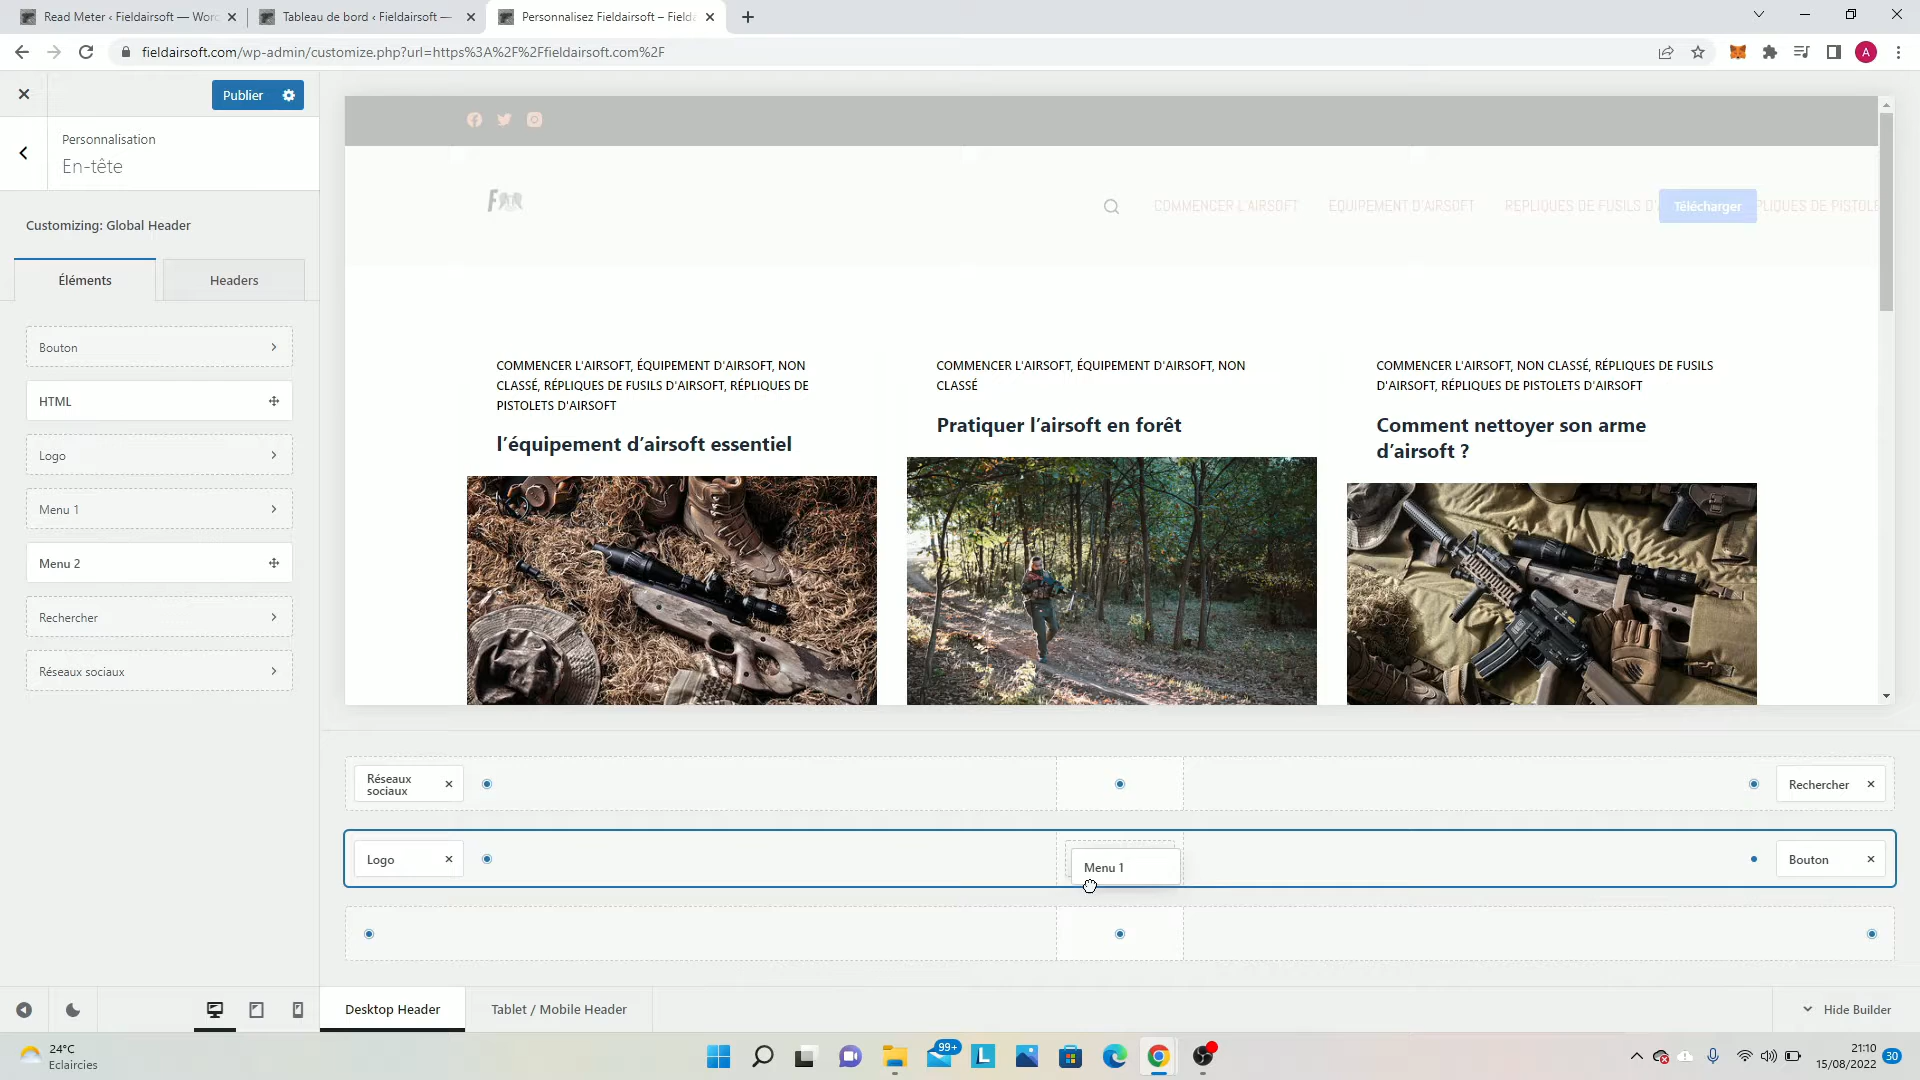 Read Meter ‹ Fieldairsoft — Word
Tableau de bord ‹ Fieldairsoft —
Personnalisez Fieldairsoft – Field
fieldairsoft.com/wp-admin/customize.php?url=https%3A%2F%2Ffieldairsoft.com%2F
A
Publier
Personnalisation
En-tête
Customizing: Global Header
Éléments
Headers
Bouton
HTML
Logo
Menu 1
Menu 2
Rechercher
Réseaux sociaux
COMMENCER L'AIRSOFT
ÉQUIPEMENT D'AIRSOFT
RÉPLIQUES DE FUSILS D'A
Télécharger
PLIQUES DE PISTOLE
COMMENCER L'AIRSOFT, ÉQUIPEMENT D'AIRSOFT, NON
CLASSÉ, RÉPLIQUES DE FUSILS D'AIRSOFT, RÉPLIQUES DE
PISTOLETS D'AIRSOFT
l'équipement d'airsoft essentiel
COMMENCER L'AIRSOFT, ÉQUIPEMENT D'AIRSOFT, NON
CLASSÉ
Pratiquer l'airsoft en forêt
COMMENCER L'AIRSOFT, NON CLASSÉ, RÉPLIQUES DE FUSILS
D'AIRSOFT, RÉPLIQUES DE PISTOLETS D'AIRSOFT
Comment nettoyer son arme
d'airsoft ?
Réseaux
sociaux
Rechercher
Logo
Menu 1
Bouton
Desktop Header
Tablet / Mobile Header
Hide Builder
24°C
Eclaircies
99+
L
21:10
15/08/2022
30